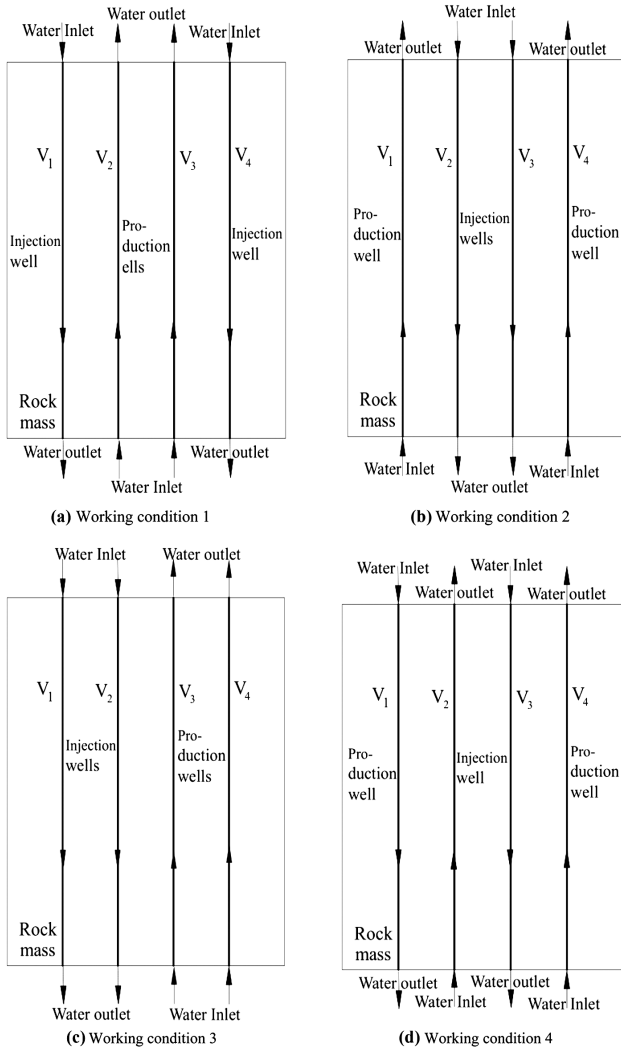 Water outlet
Water Inlet
Water Inlet
V1
V2
V3
V4
Injection
well
Pro-
duction
ells
Injection
well
Rock
mass
Water outlet
Water outlet
Water Inlet
(a) Working condition 1
Water Inlet
Water outlet
Water outlet
V1
V2
V3
V4
Pro-
duction
well
Injection
wells
Pro-
duction
well
Rock
mass
Water Inlet
Water Inlet
Water outlet
(b) Working condition 2
Water Inlet
Water outlet
V1
V2
V3
V4
Injection
wells
Pro-
duction
wells
Rock
mass
Water outlet
Water Inlet
(c) Working condition 3
Water Inlet
Water Inlet
Water outlet
Water outlet
V1
V2
V3
V4
Pro-
duction
well
Injection
well
Pro-
duction
well
Rock
mass
Water outlet
Water outlet
Water Inlet
Water Inlet
(d) Working condition 4